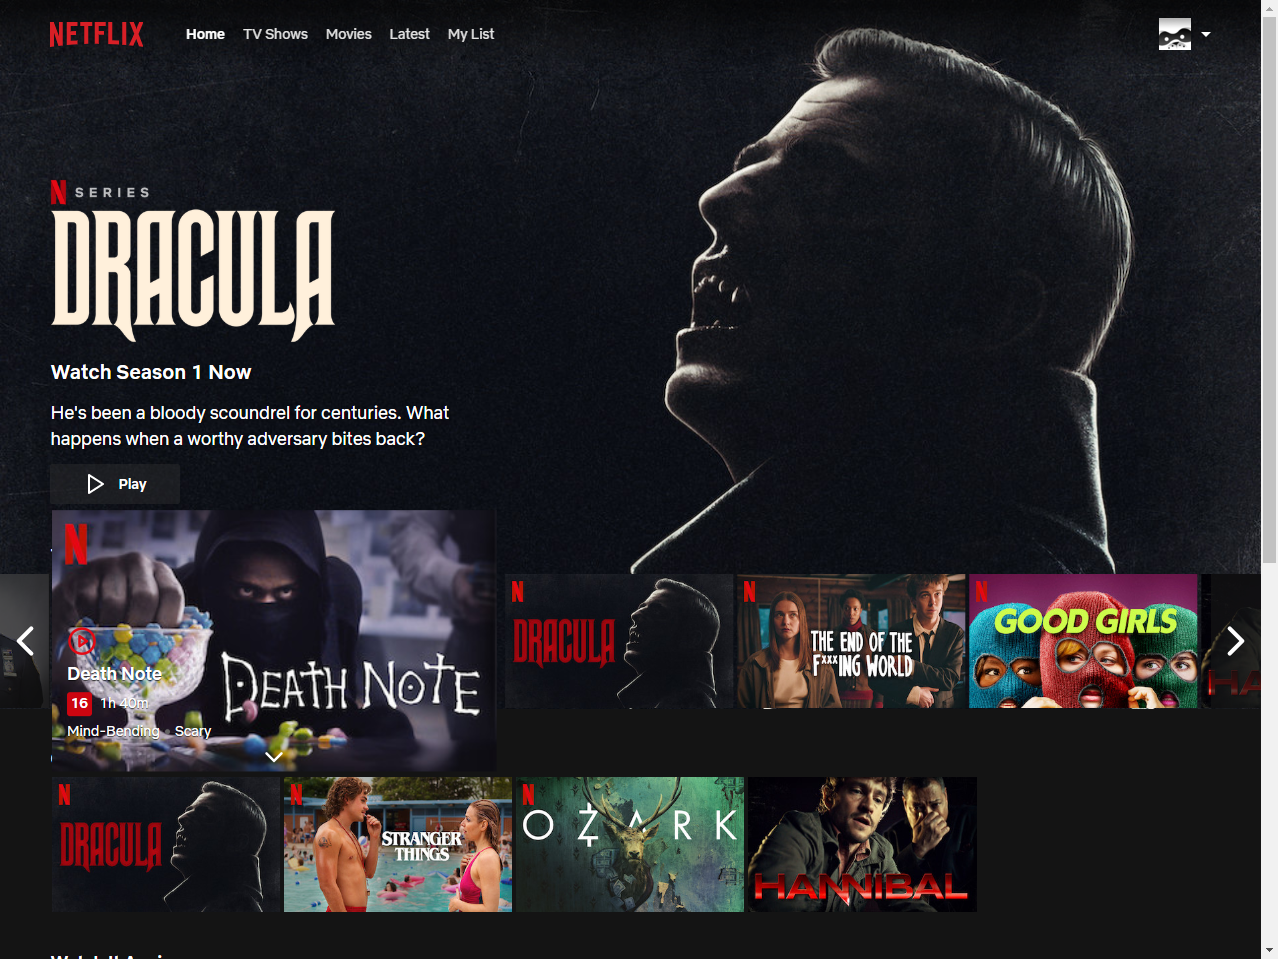 NETFLIX
Home
TV Shows
Movies
Latest
My List
N SERIES
DRACULA
Watch Season 1 Now
He's been a bloody scoundrel for centuries. What
happens when a worthy adversary bites back?
Play
N
DEATH NOTE
Death Note
16 1h 40m
Mind-Bending • Scary
N
DRACULA
N
THE END OF THE
F***ING WORLD
N
GOOD GIRLS
HA
N
DRACULA
N
STRANGER
THINGS
N
OZARK
HANNIBAL